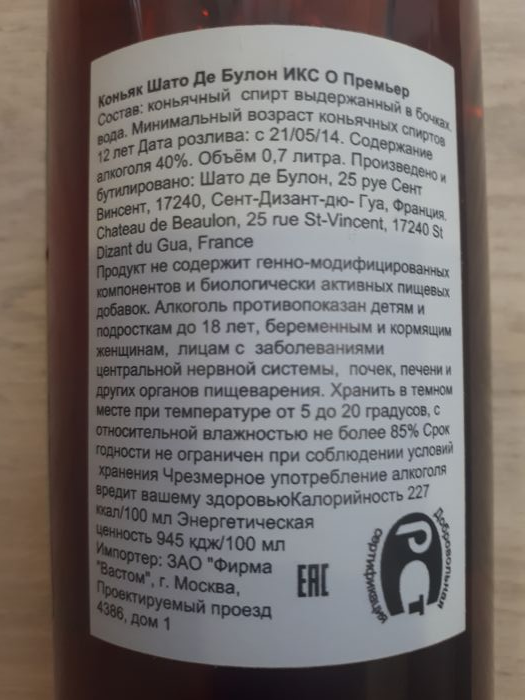 Коньяк Шато Де Булон ИКС О Премьер
Состав: коньячный спирт выдержанный в бочках,
вода. Минимальный возраст коньячных спиртов
12 лет Дата розлива: с 21/05/14. Содержание
алкоголя 40%. Объём 0,7 литра. Произведено и
бутилировано: Шато де Булон, 25 руе Сент
Винсент, 17240, Сент-Дизант-дю- Гуа, Франция.
Chateau de Beaulon, 25 rue St-Vincent, 17240 St
Dizant du Gua, France
Продукт не содержит генно-модифицированных
компонентов и биологически активных пищевых
добавок. Алкоголь противопоказан детям и
подросткам до 18 лет, беременным и кормящим
женщинам, лицам с заболеваниями
центральной нервной системы, почек, печени и
других органов пищеварения. Хранить в темном
месте при температуре от 5 до 20 градусов, с
относительной влажностью не более 85% Срок
годности не ограничен при соблюдении условий
хранения Чрезмерное употребление алкоголя
вредит вашему здоровьюКалорийность 227
ккал/100 мл Энергетическая
ценность 945 кдж/100 мл
Импортер: ЗАО "Фирма
"Вастом", г. Москва,
Проектируемый проезд
4386, дом 1
ЕАС
Добровольная
сертификация
РСТ